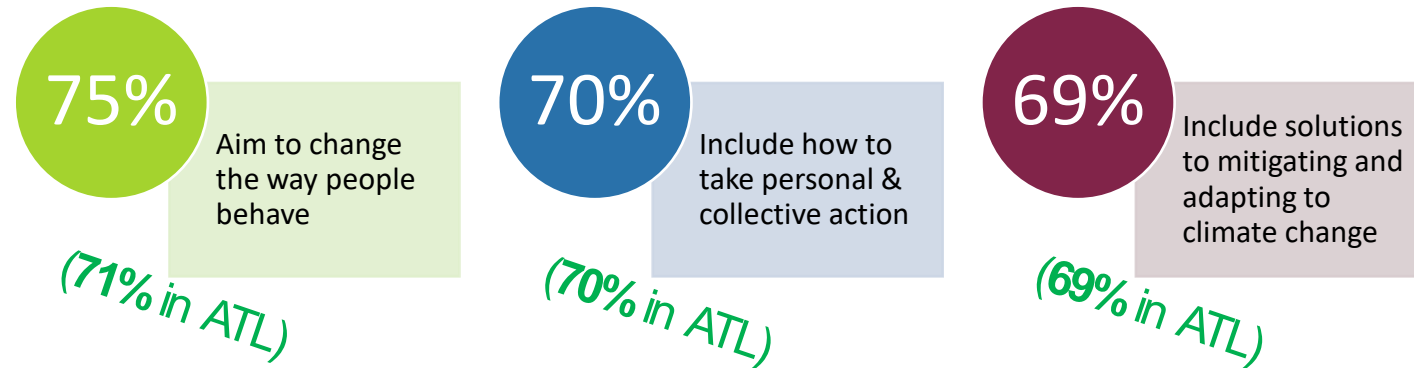 75%
Aim to change
the way people
behave
(71% in ATL)
70%
Include how to
take personal &
collective action
(70% in ATL)
69%
Include solutions
to mitigating and
adapting to
climate change
(69% in ATL)